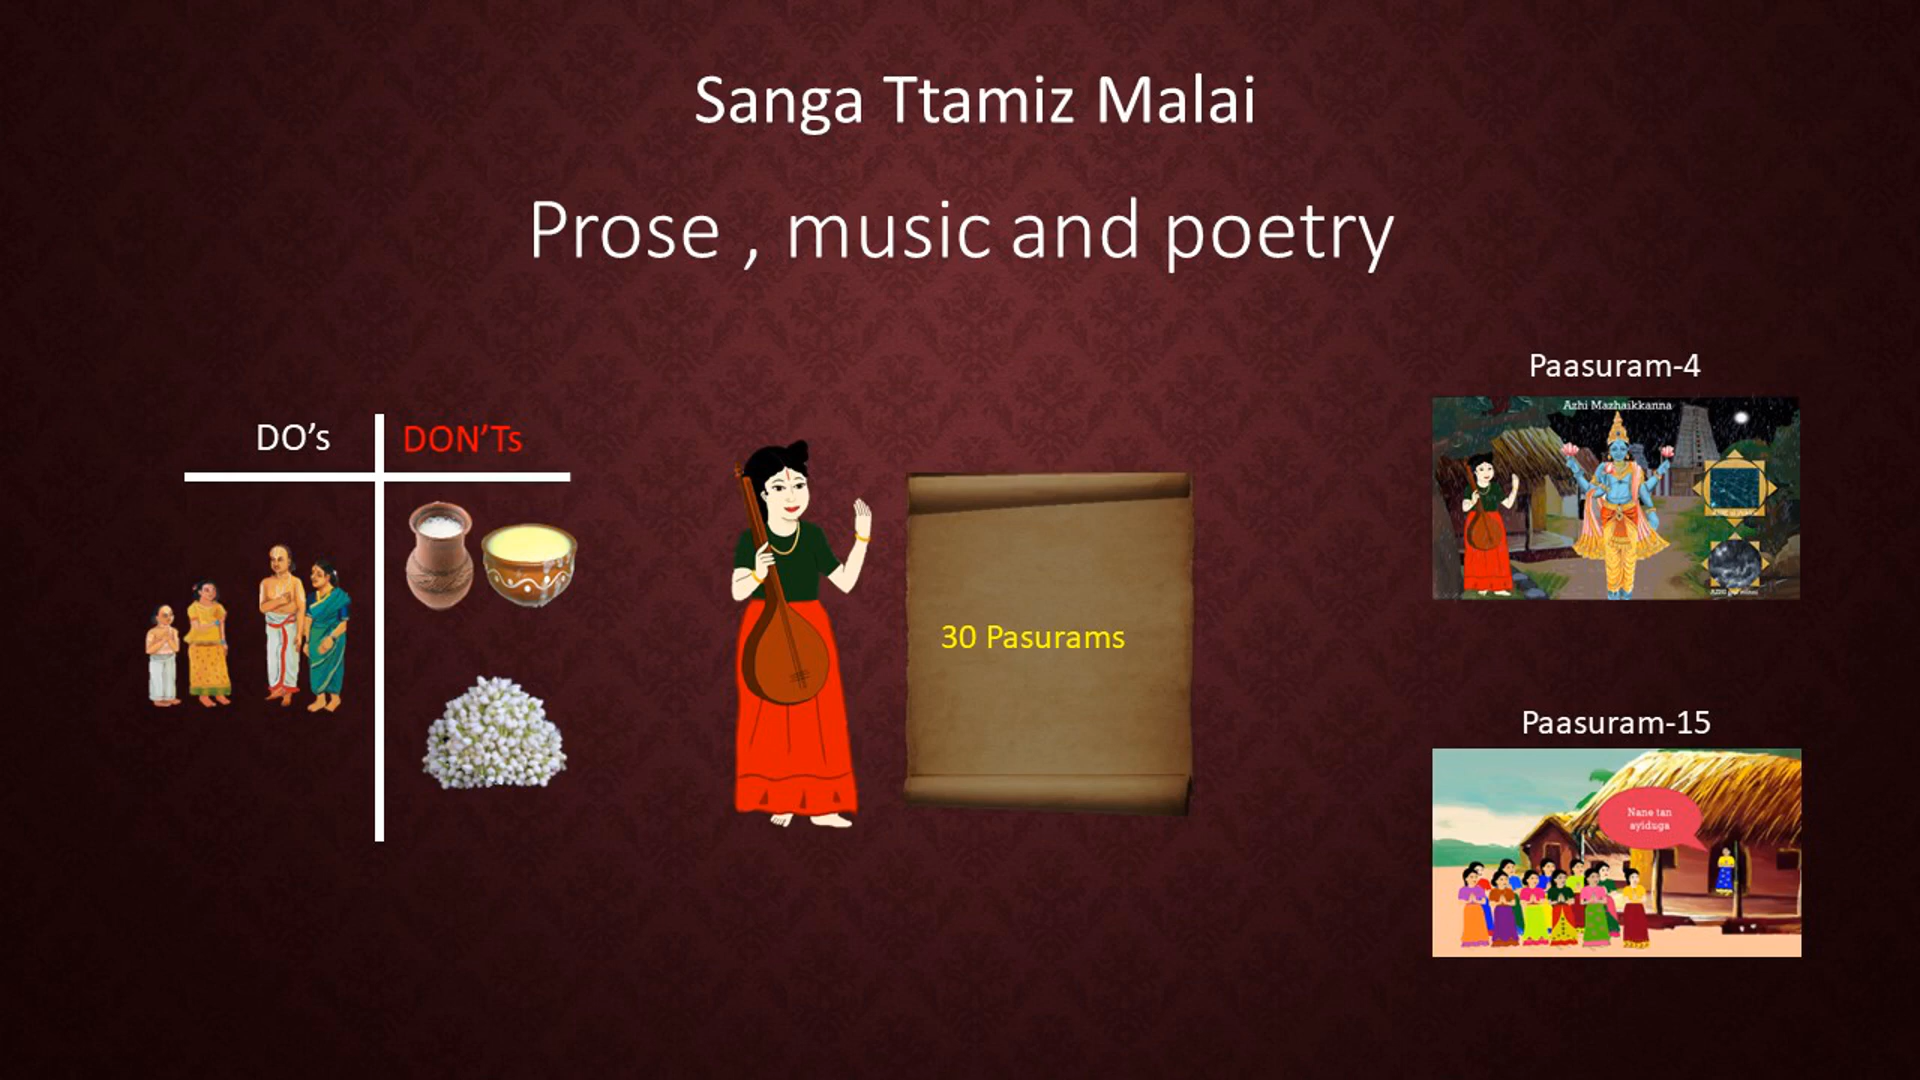 Sanga Ttamiz Malai
Prose , music and poetry
DO's
DON'Ts
30 Pasurams
Paasuram-4
Azhi Mazhaikkanna
Paasuram-15
Nane tan
ayiduga